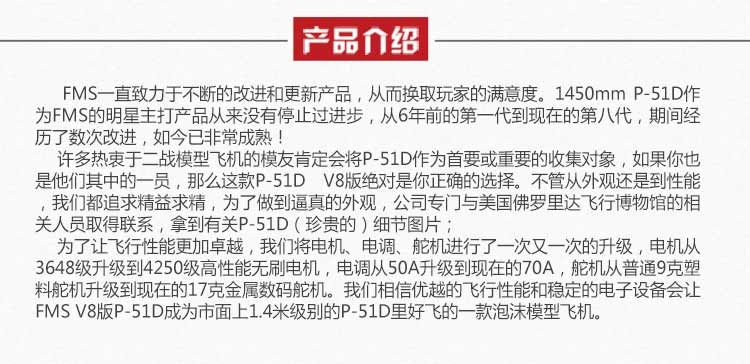 产品介绍
FMS一直致力于不断的改进和更新产品，从而换取玩家的满意度。1450mm P-51D作
为FMS的明星主打产品从来没有停止过进步，从6年前的第一代到现在的第八代，期间经
历了数次改进，如今已非常成熟！
许多热衷于二战模型飞机的模友肯定会将P-51D作为首要或重要的收集对象，如果你也
是他们其中的一员，那么这款P-51D　V8版绝对是你正确的选择。不管从外观还是到性能
，我们都追求精益求精，为了做到逼真的外观，公司专门与美国佛罗里达飞行博物馆的相
关人员取得联系，拿到有关P-51D（珍贵的）细节图片；
为了让飞行性能更加卓越，我们将电机、电调、舵机进行了一次又一次的升级，电机从
3648级升级到4250级高性能无刷电机，电调从50A升级到现在的70A，舵机从普通9克塑
料舵机升级到现在的17克金属数码舵机。我们相信优越的飞行性能和稳定的电子设备会让
FMS V8版P-51D成为市面上1.4米级别的P-51D里好飞的一款泡沫模型飞机。